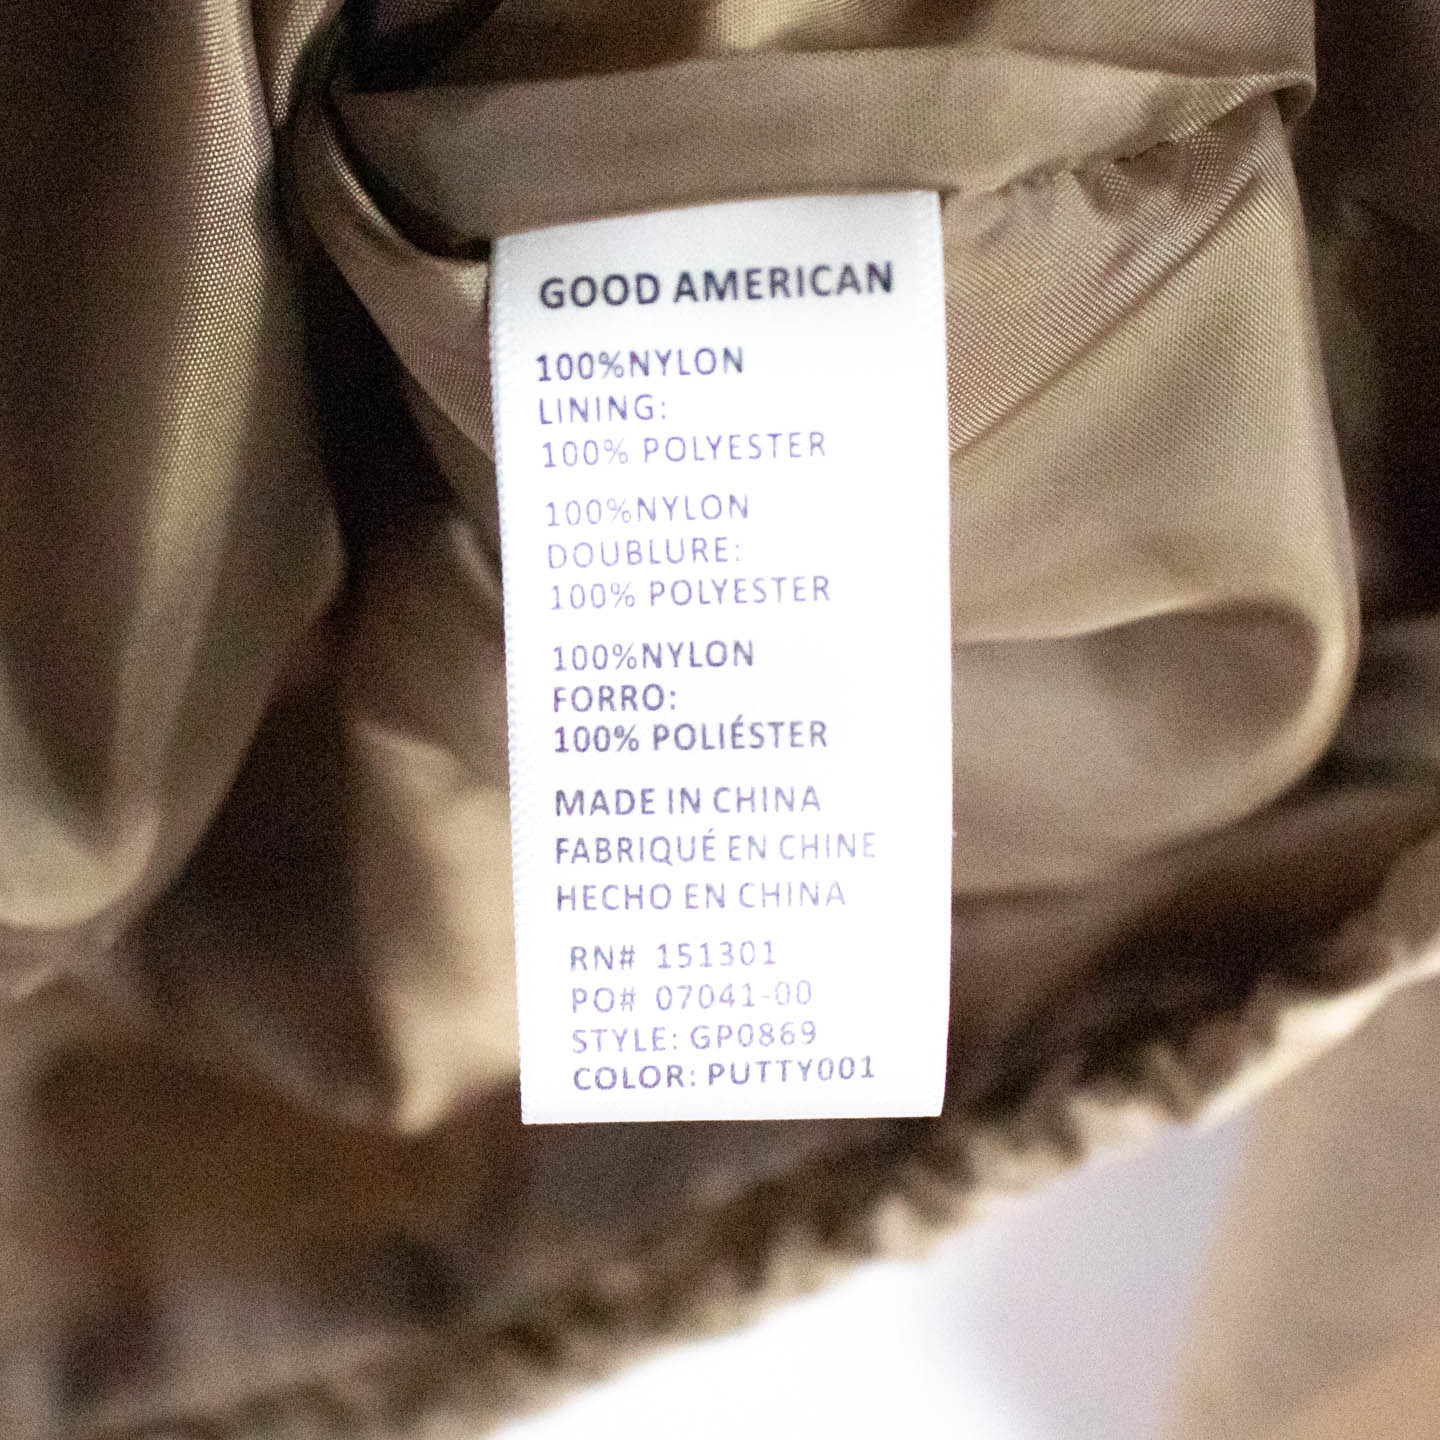 GOOD AMERICAN
100%NYLON
LINING:
100% POLYESTER
100%NYLON
DOUBLURE:
100% POLYESTER
100%NYLON
FORRO:
100% POLIÉSTER
MADE IN CHINA
FABRIQUÉ EN CHINE
HECHO EN CHINA
RN# 151301
PO# 07041-00
STYLE: GP0869
COLOR: PUTTY001